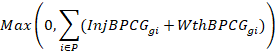 Max(0, ∑_{i∈P}(InjBPCG_{gi} + WthBPCG_{gi}))